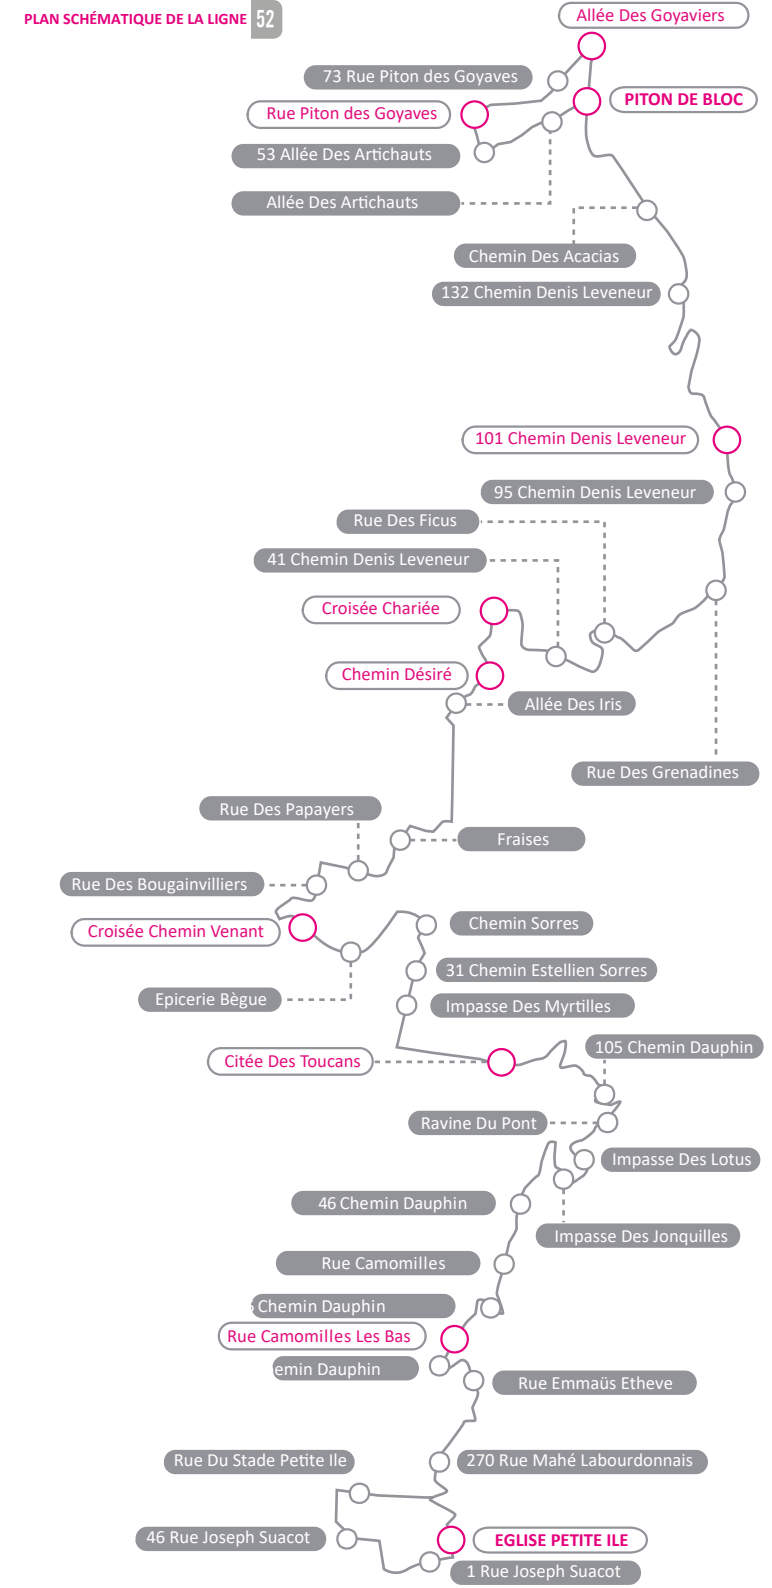 PLAN SCHÉMATIQUE DE LA LIGNE 52
Allée Des Goyaviers
73 Rue Piton des Goyaves
PITON DE BLOC
Rue Piton des Goyaves
53 Allée Des Artichauts
Allée Des Artichauts
Chemin Des Acacias
132 Chemin Denis Leveneur
101 Chemin Denis Leveneur
95 Chemin Denis Leveneur
Rue Des Ficus
41 Chemin Denis Leveneur
Croisée Chariée
Chemin Désiré
Allée Des Iris
Rue Des Grenadines
Rue Des Papayers
Fraises
Rue Des Bougainvilliers
Croisée Chemin Venant
Chemin Sorres
31 Chemin Estellien Sorres
Epicerie Bègue
Impasse Des Myrtilles
105 Chemin Dauphin
Citée Des Toucans
Ravine Du Pont
Impasse Des Lotus
46 Chemin Dauphin
Impasse Des Jonquilles
Rue Camomilles
Chemin Dauphin
Rue Camomilles Les Bas
emin Dauphin
Rue Emmaüs Etheve
Rue Du Stade Petite Ile
270 Rue Mahé Labourdonnais
46 Rue Joseph Suacot
EGLISE PETITE ILE
1 Rue Joseph Suacot